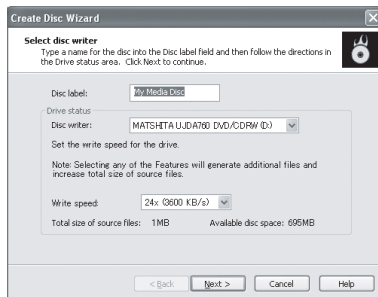 Create Disc Wizard
Select disc writer
Type a name for the disc into the Disc label field and then follow the directions in
the Drive status area. Click Next to continue.
Disc label: My Media Disc
Drive status
Disc writer: MATSHITA UJDA760 DVD/CDRW (D:)
Set the write speed for the drive.
Note: Selecting any of the Features will generate additional files and
increase total size of source files.
Write speed: 24x (3600 KB/s)
Total size of source files: 1MB Available disc space: 695MB
< Back Next > Cancel Help